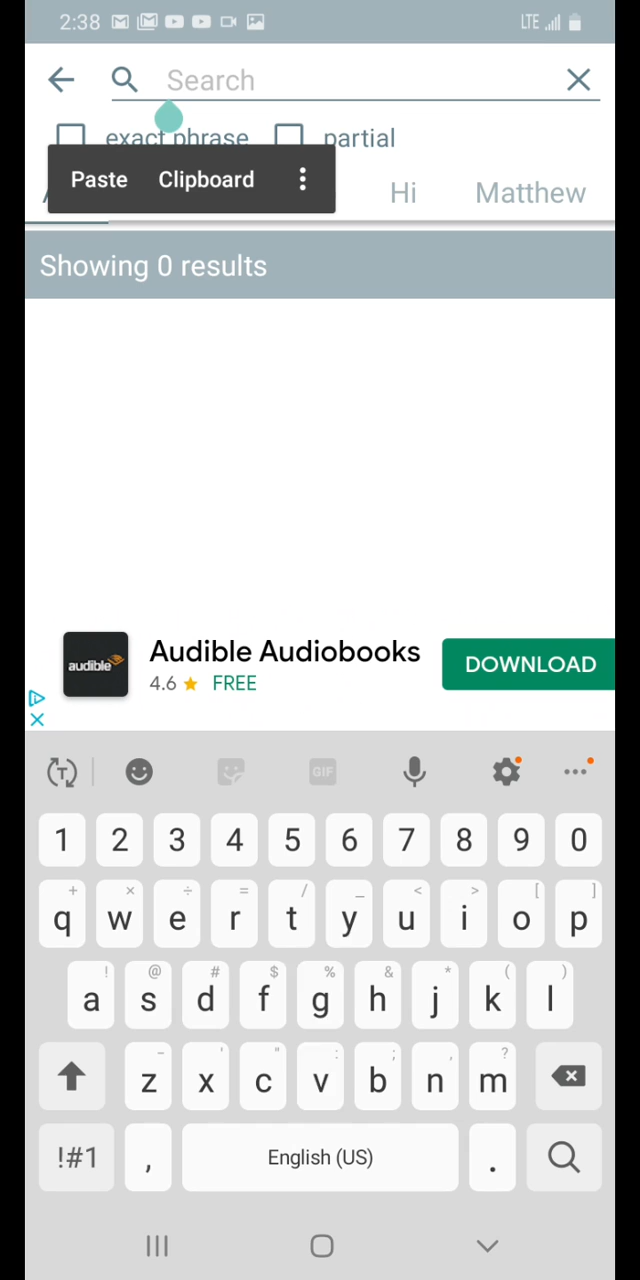 2:38 LTE
Search
exact phrase partial
Paste Clipboard
Hi Matthew
Showing 0 results
audible
Audible Audiobooks
4.6 FREE
DOWNLOAD
T GIF
1 2 3 4 5 6 7 8 9 0
+ × ÷ = / _ < > [ ]
q w e r t y u i o p
! @ # $ % & * ( )
a s d f g h j k l
- ' " : ; , ?
z x c v b n m
!#1 , English (US) .